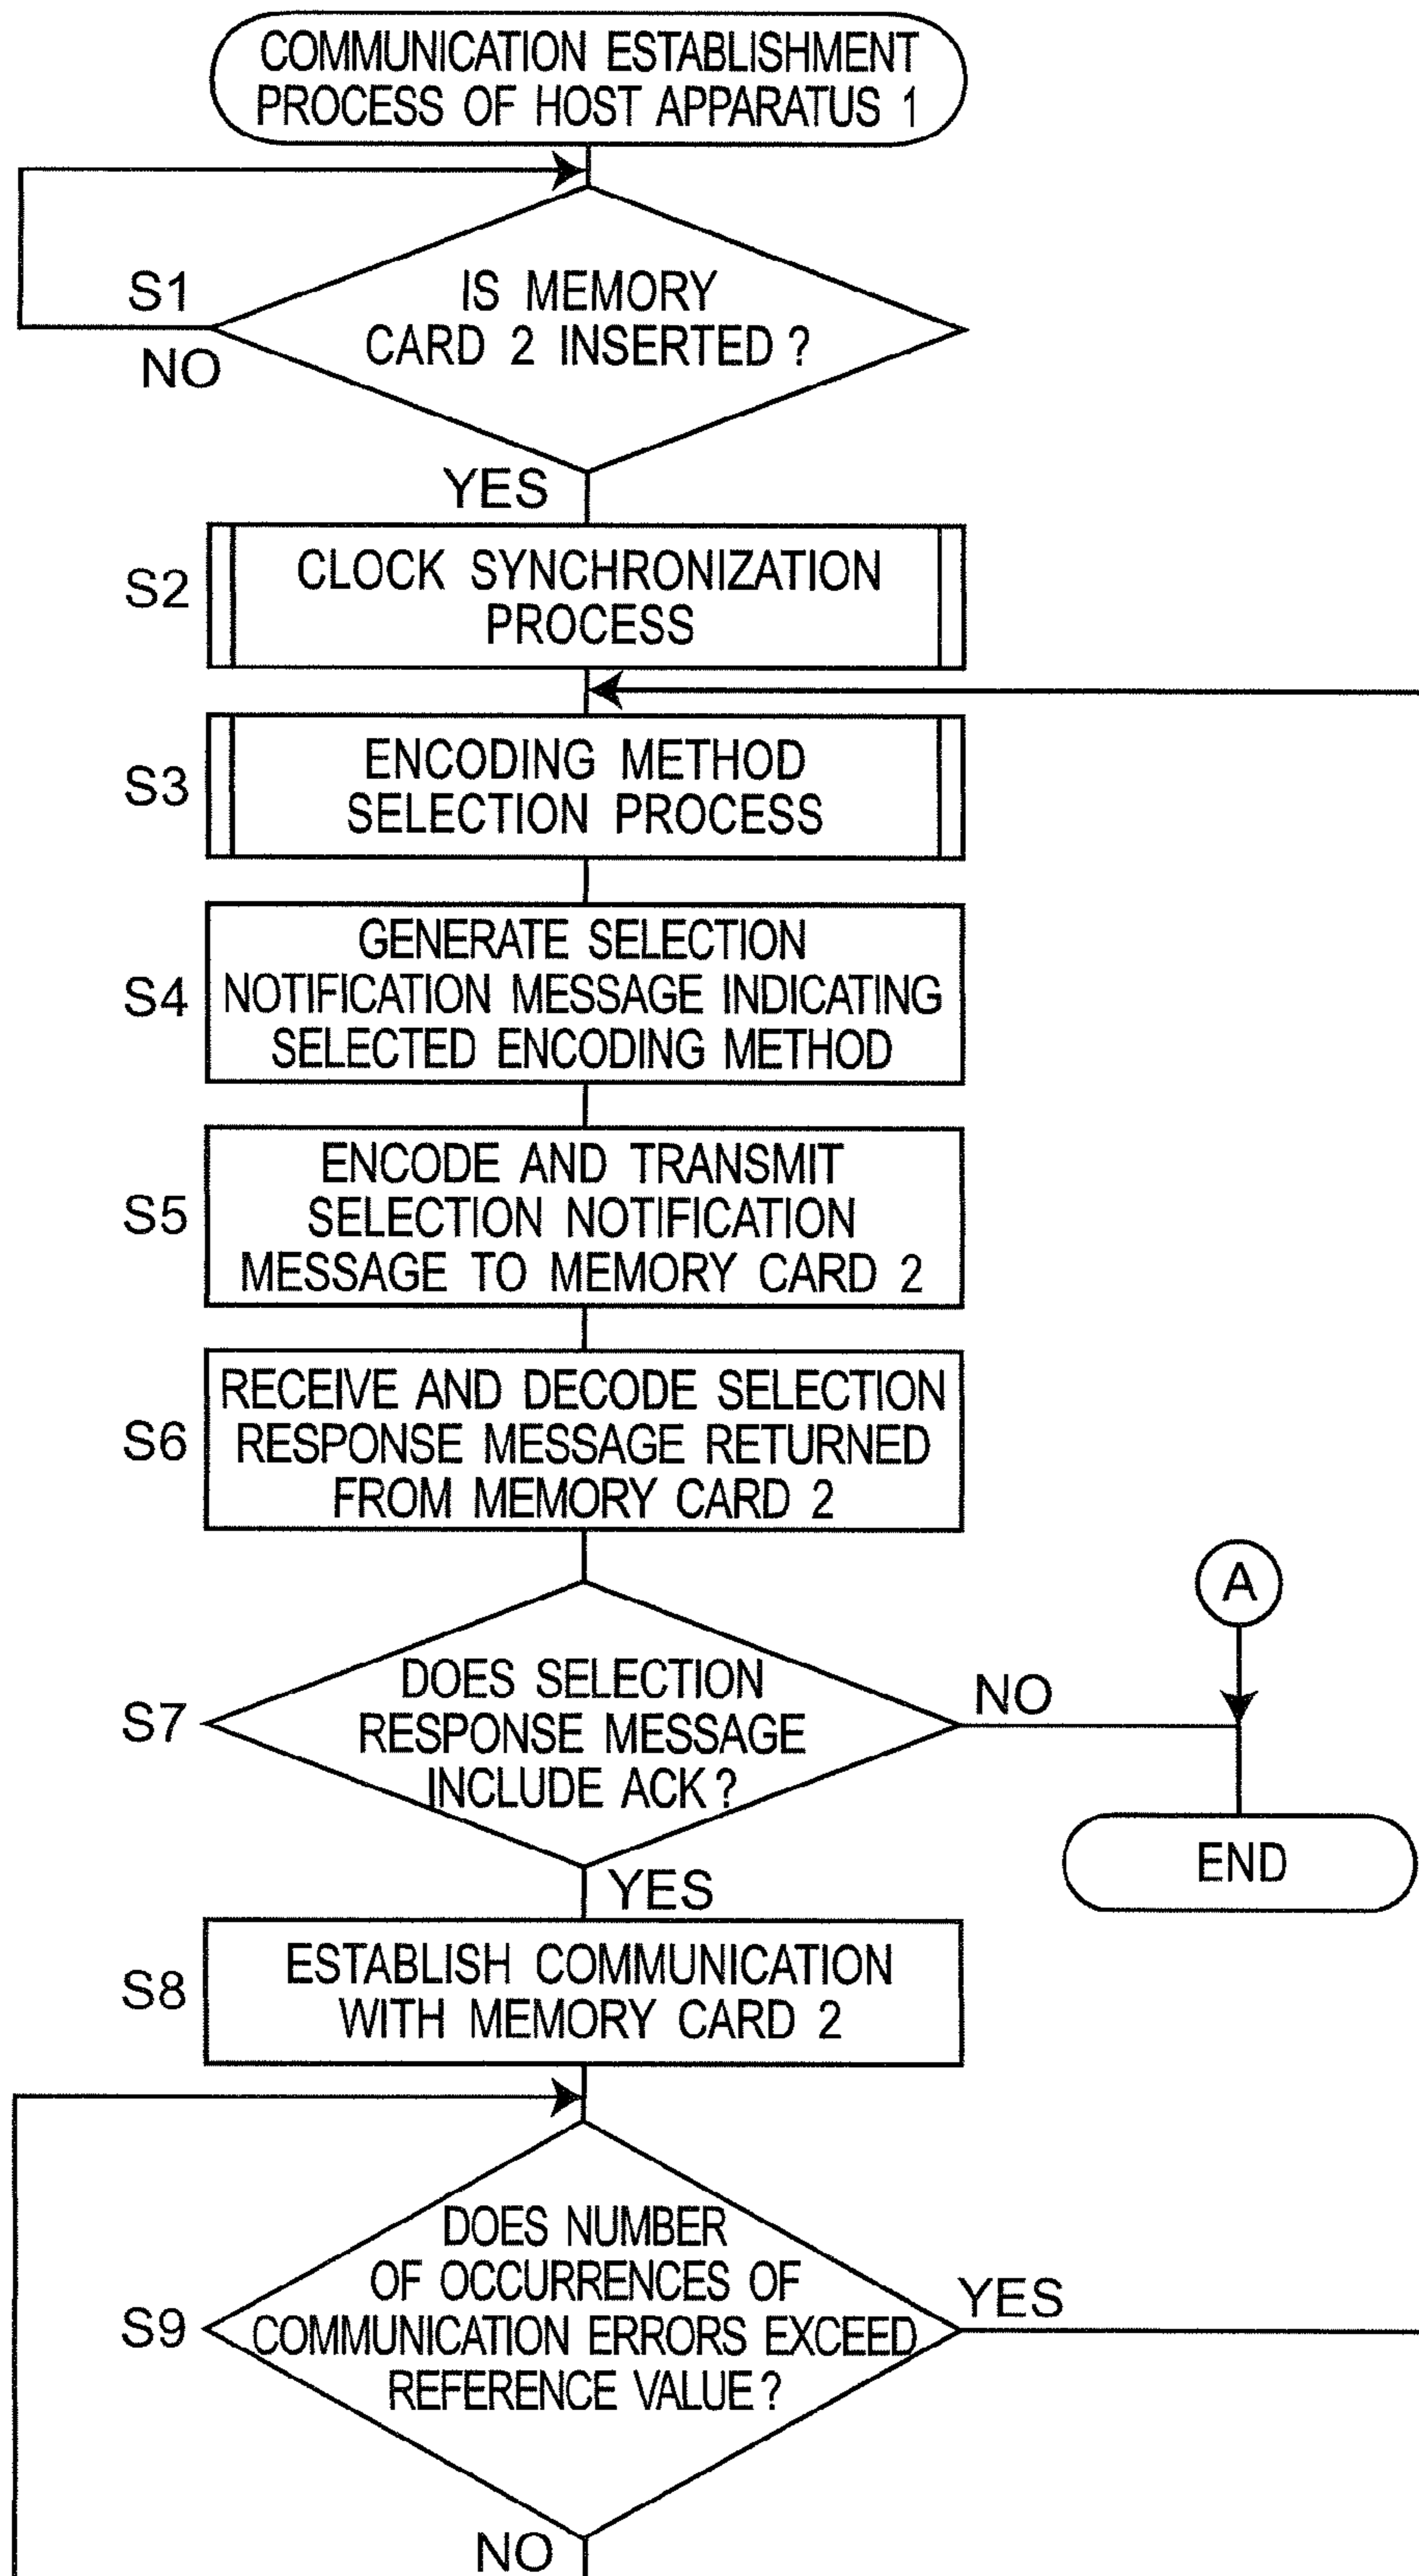 COMMUNICATION ESTABLISHMENT
PROCESS OF HOST APPARATUS 1
S1
NO
IS MEMORY
CARD 2 INSERTED ?
YES
S2
CLOCK SYNCHRONIZATION
PROCESS
S3
ENCODING METHOD
SELECTION PROCESS
S4
GENERATE SELECTION
NOTIFICATION MESSAGE INDICATING
SELECTED ENCODING METHOD
S5
ENCODE AND TRANSMIT
SELECTION NOTIFICATION
MESSAGE TO MEMORY CARD 2
S6
RECEIVE AND DECODE SELECTION
RESPONSE MESSAGE RETURNED
FROM MEMORY CARD 2
A
S7
DOES SELECTION
RESPONSE MESSAGE
INCLUDE ACK ?
NO
END
YES
S8
ESTABLISH COMMUNICATION
WITH MEMORY CARD 2
S9
DOES NUMBER
OF OCCURRENCES OF
COMMUNICATION ERRORS EXCEED
REFERENCE VALUE ?
YES
NO